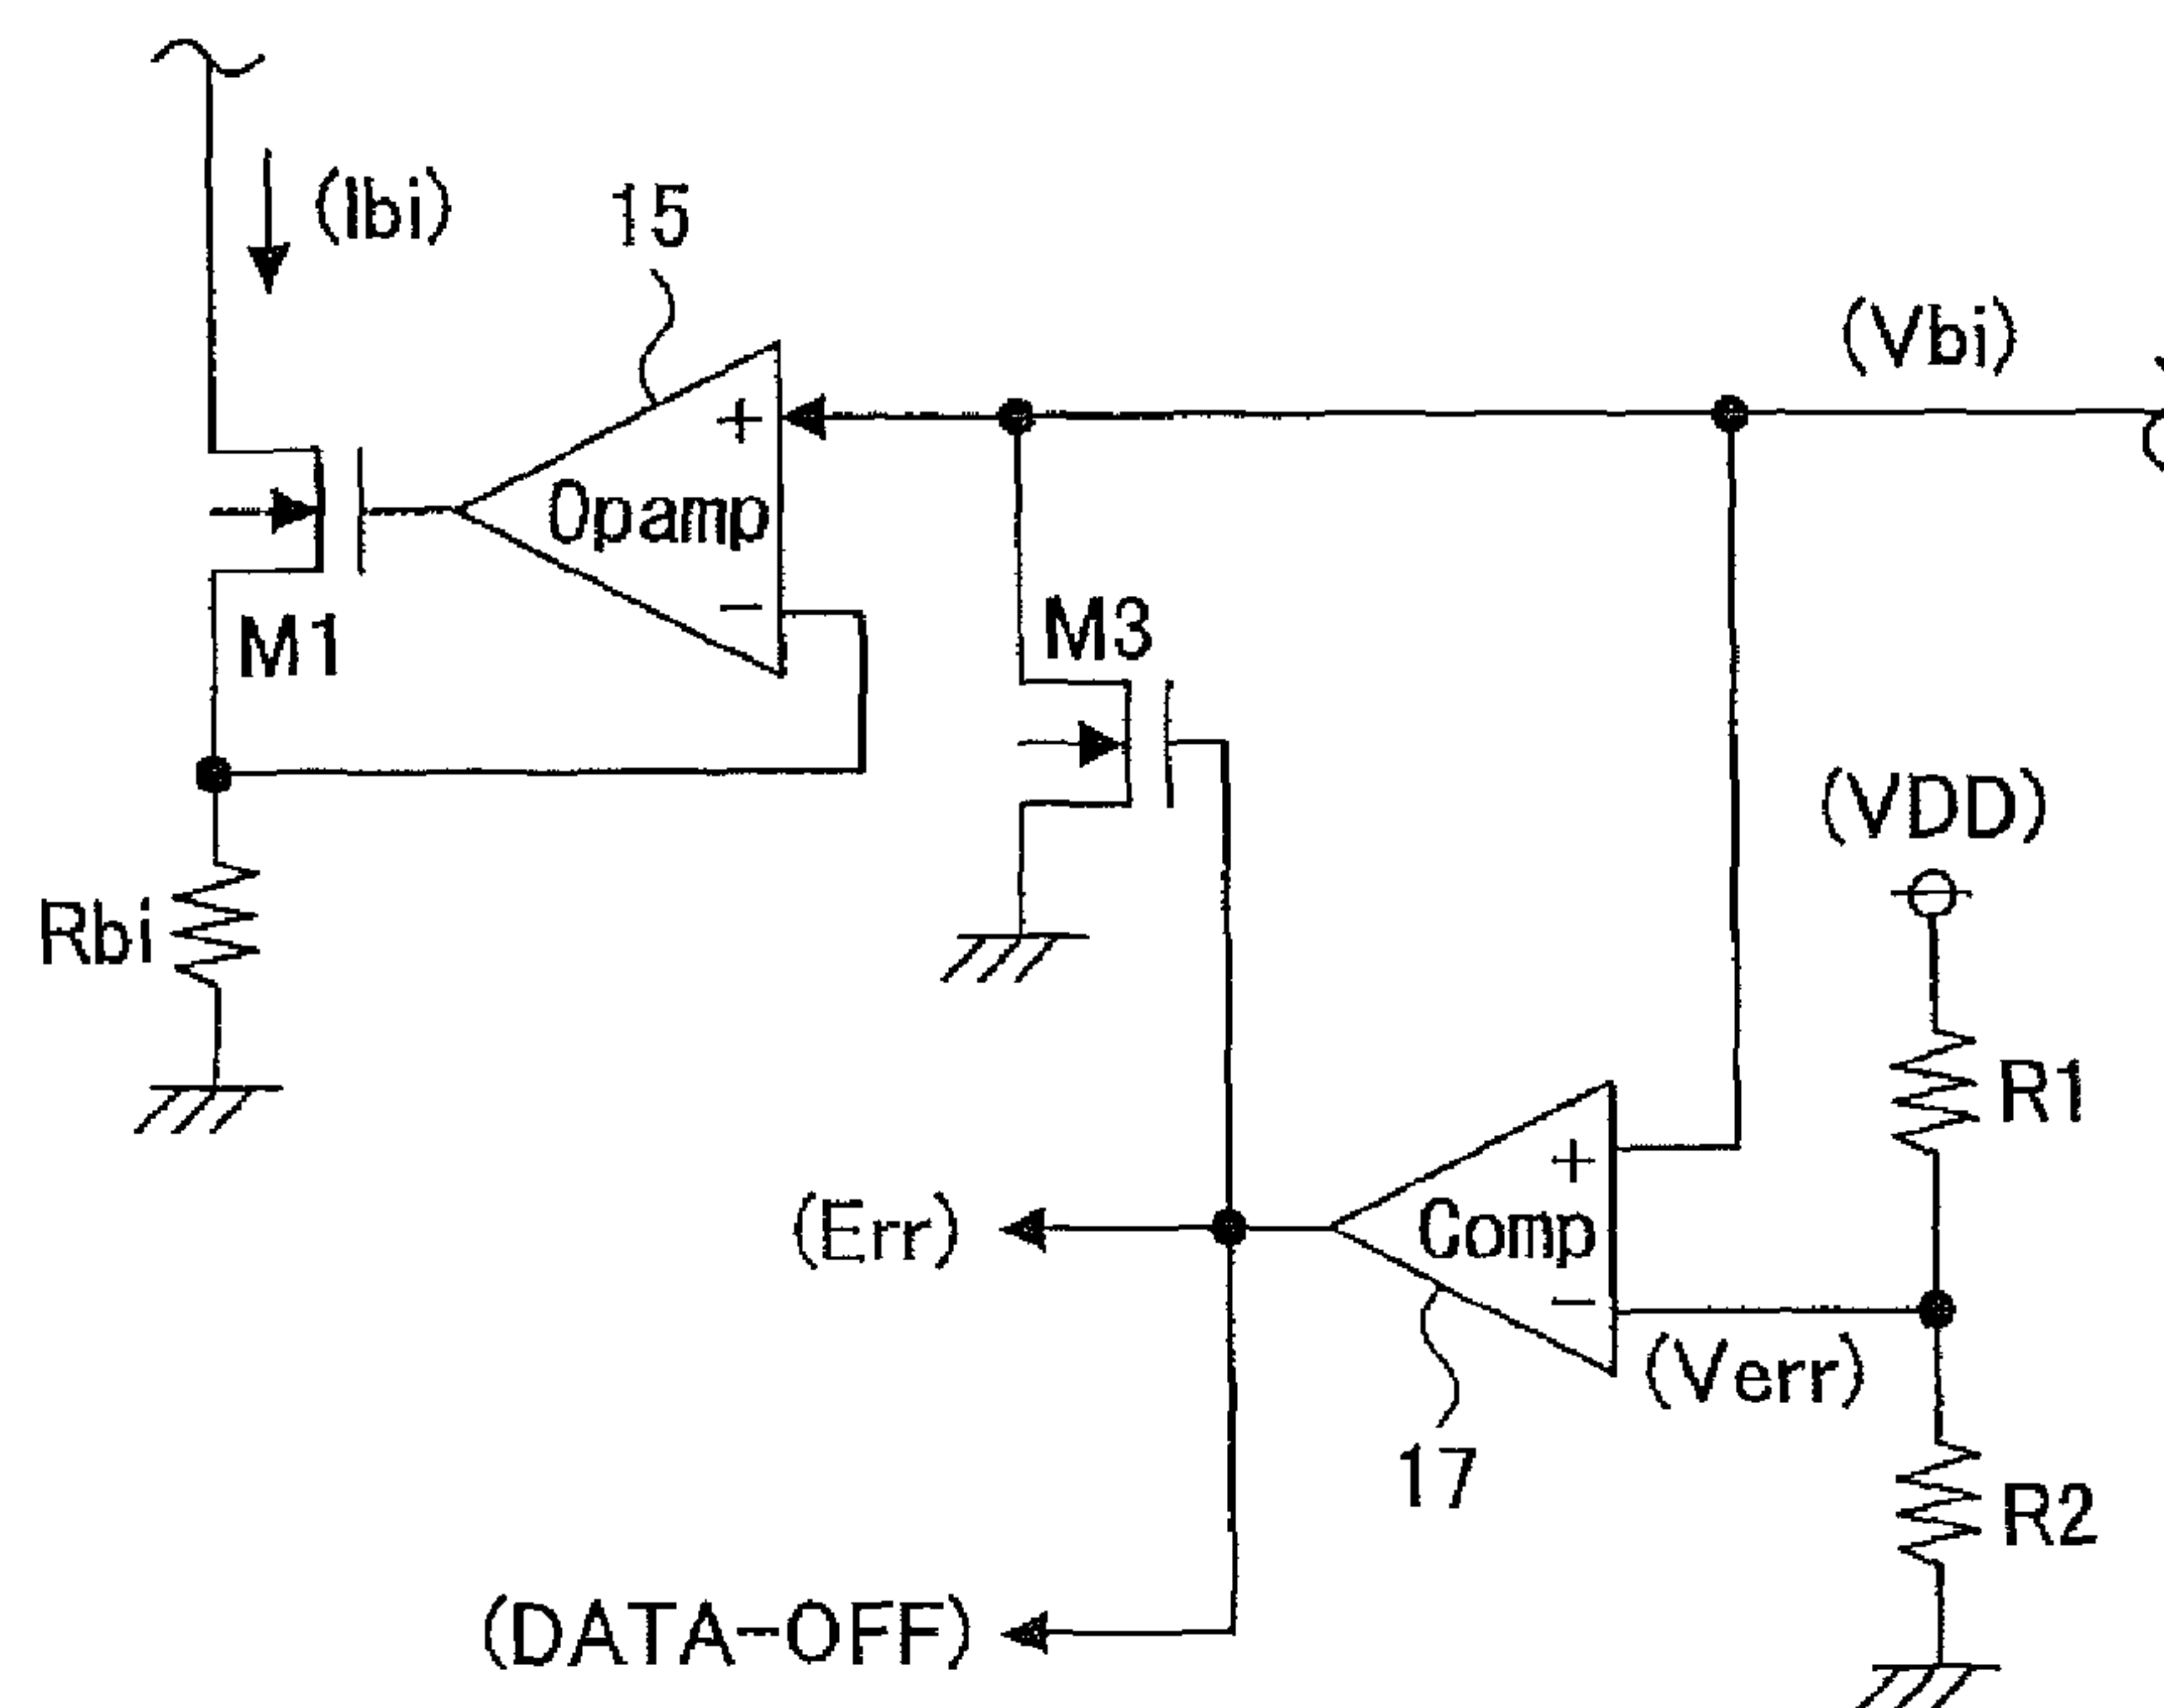 (Ibi)
15
(Vbi)
+
Opamp
−
M1
M3
(VDD)
Rbi
R1
+
(Err)
Comp
−
(Verr)
17
R2
(DATA-OFF)